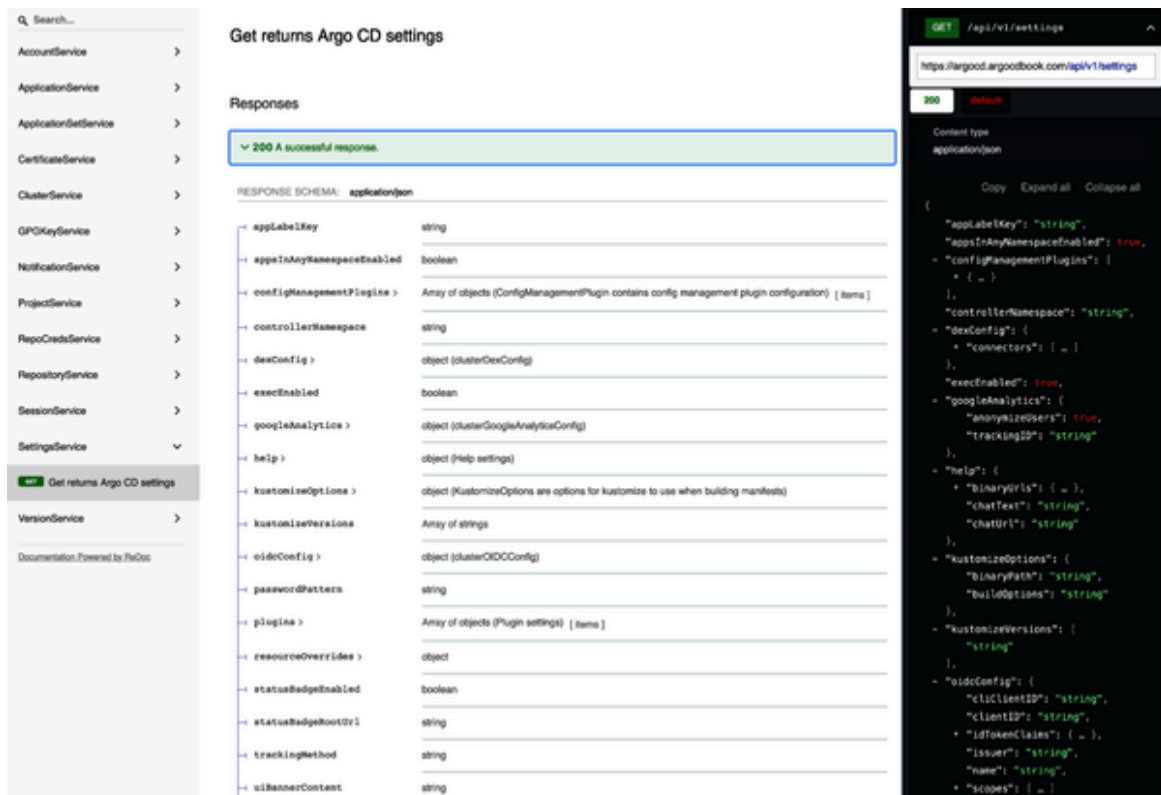 Search...
AccountService
ApplicationService
ApplicationSetService
CertificateService
ClusterService
GPGKeyService
NotificationService
ProjectService
RepoCredsService
RepositoryService
SessionService
SettingsService
GET Get returns Argo CD settings
VersionService
Documentation Powered by ReDoc
Get returns Argo CD settings
Responses
200 A successful response.
RESPONSE SCHEMA: application/json
appLabelKey string
appsInAnyNamespaceEnabled boolean
configManagementPlugins > Array of objects (ConfigManagementPlugin contains config management plugin configuration) [ items ]
controllerNamespace string
dexConfig > object (clusterDexConfig)
execEnabled boolean
googleAnalytics > object (clusterGoogleAnalyticsConfig)
help > object (Help settings)
kustomizeOptions > object (KustomizeOptions are options for kustomize to use when building manifests)
kustomizeVersions Array of strings
oidcConfig > object (clusterOIDCConfig)
passwordPattern string
plugins > Array of objects (Plugin settings) [ items ]
resourceOverrides > object
statusBadgeEnabled boolean
statusBadgeRootUrl string
trackingMethod string
uiBannerContent string
GET /api/v1/settings
https://argocd.argocdbook.com/api/v1/settings
200 default
Content type
application/json
Copy Expand all Collapse all
{
"appLabelKey": "string",
"appsInAnyNamespaceEnabled": true,
- "configManagementPlugins": [
+ { … }
],
"controllerNamespace": "string",
- "dexConfig": {
+ "connectors": [ … ]
},
"execEnabled": true,
- "googleAnalytics": {
"anonymizeUsers": true,
"trackingID": "string"
},
- "help": {
+ "binaryUrls": { … },
"chatText": "string",
"chatUrl": "string"
},
- "kustomizeOptions": {
"binaryPath": "string",
"buildOptions": "string"
},
- "kustomizeVersions": [
"string"
],
- "oidcConfig": {
"cliClientID": "string",
"clientID": "string",
+ "idTokenClaims": { … },
"issuer": "string",
"name": "string",
+ "scopes": [ … ]